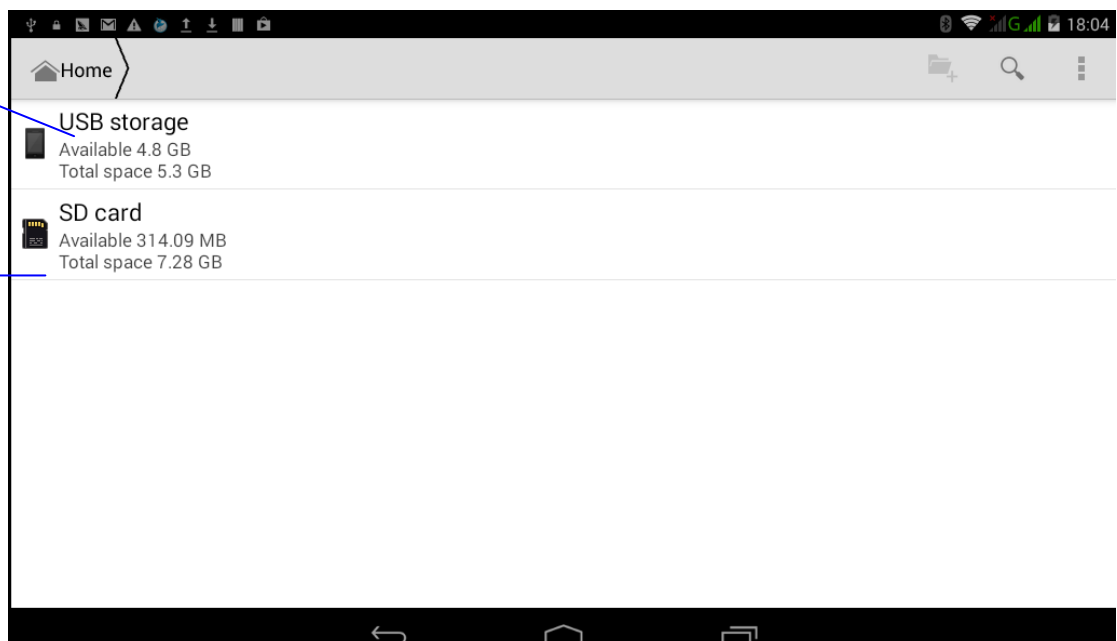 G 18:04
Home
USB storage
Available 4.8 GB
Total space 5.3 GB
SD card
Available 314.09 MB
Total space 7.28 GB